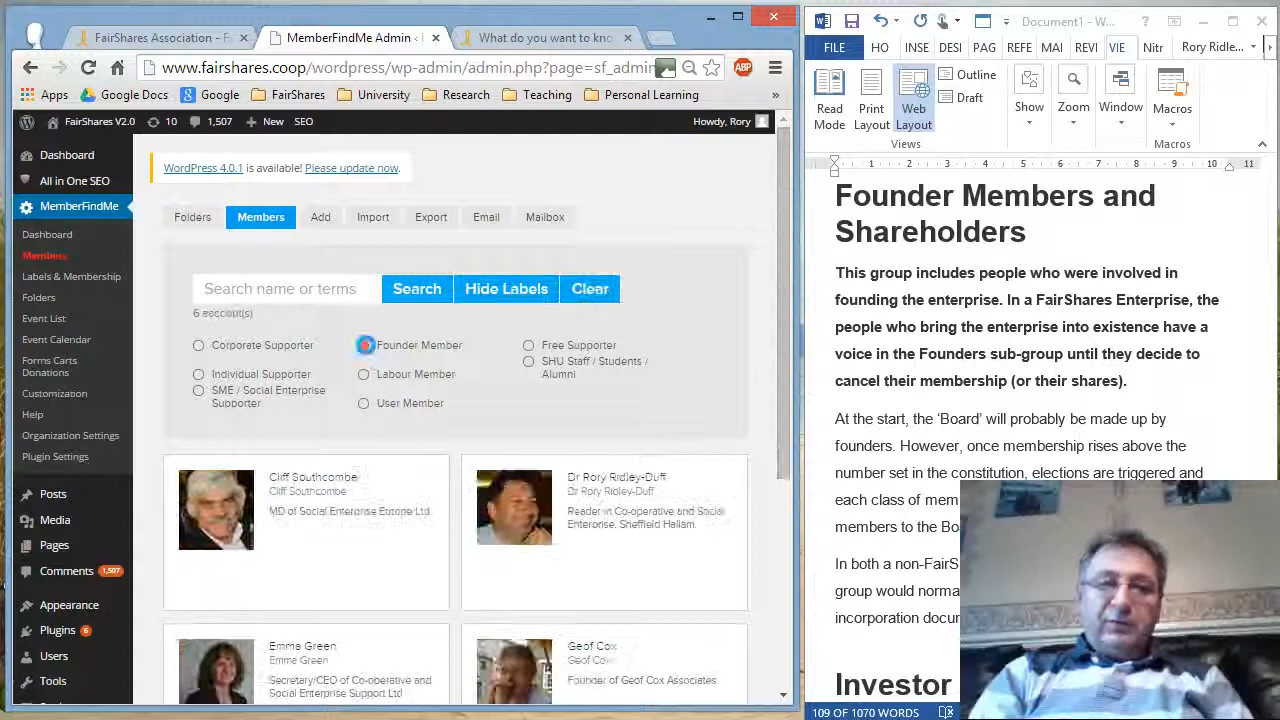 FairShares Association - F
MemberFindMe Admin ‹
What do you want to kno
www.fairshares.coop/wordpress/wp-admin/admin.php?page=sf_admin
ABP
Apps
Google Docs
Google
FairShares
University
Research
Teaching
Personal Learning
»
FairShares V2.0
10
1,507
New
SEO
Howdy, Rory
Dashboard
All in One SEO
MemberFindMe
Dashboard
Members
Labels & Membership
Folders
Event List
Event Calendar
Forms Carts
Donations
Customization
Help
Organization Settings
Plugin Settings
Posts
Media
Pages
Comments 1,507
Appearance
Plugins 6
Users
Tools
WordPress 4.0.1 is available! Please update now.
Folders
Members
Add
Import
Export
Email
Mailbox
Search name or terms
Search
Hide Labels
Clear
Corporate Supporter
Founder Member
Free Supporter
Individual Supporter
Labour Member
SHU Staff / Students /
Alumni
SME / Social Enterprise
Supporter
User Member
Cliff Southcombe
Cliff Southcombe
MD of Social Enterprise Europe Ltd
Dr Rory Ridley-Duff
Dr Rory Ridley-Duff
Reader in Co-operative and Social
Enterprise, Sheffield Hallam.
Emma Green
Emma Green
Secretary/CEO of Co-operative and
Social Enterprise Support Ltd
Geof Cox
Geof Cox
Founder of Geof Cox Associates
Document1 - W...
?
FILE
HO
INSE
DESI
PAG
REFE
MAI
REVI
VIE
Nitr
Rory Ridle...
Read
Mode
Print
Layout
Web
Layout
Outline
Draft
Views
Show
Zoom
Window
Macros
Macros
1 2 3 4 5 6 7 8 9 10 11
Founder Members and
Shareholders
This group includes people who were involved in
founding the enterprise. In a FairShares Enterprise, the
people who bring the enterprise into existence have a
voice in the Founders sub-group until they decide to
cancel their membership (or their shares).
At the start, the ‘Board’ will probably be made up by
founders. However, once membership rises above the
number set in the constitution, elections are triggered and
each class of mem
members to the Bo
In both a non-FairS
group would norma
incorporation docu
Investor
109 OF 1070 WORDS